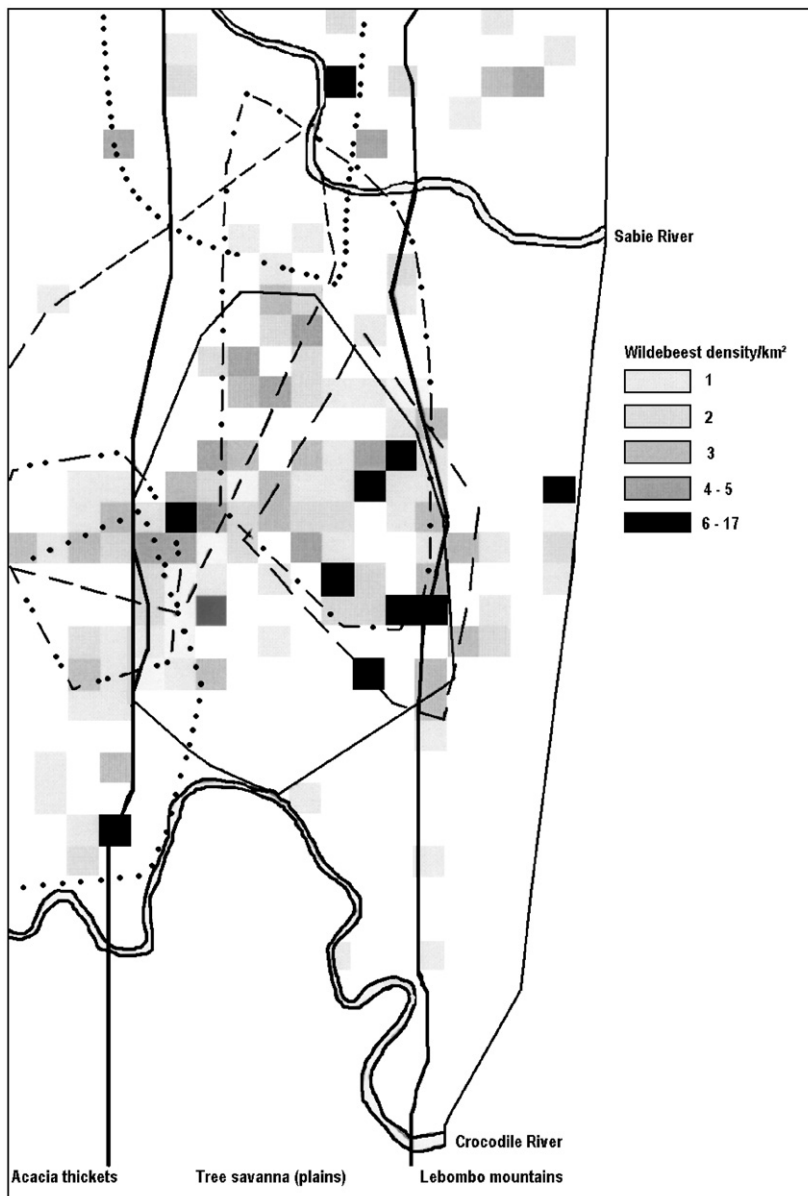 Sabie River
Wildebeest density/km²
1
2
3
4 - 5
6 - 17
Crocodile River
Acacia thickets
Tree savanna (plains)
Lebombo mountains